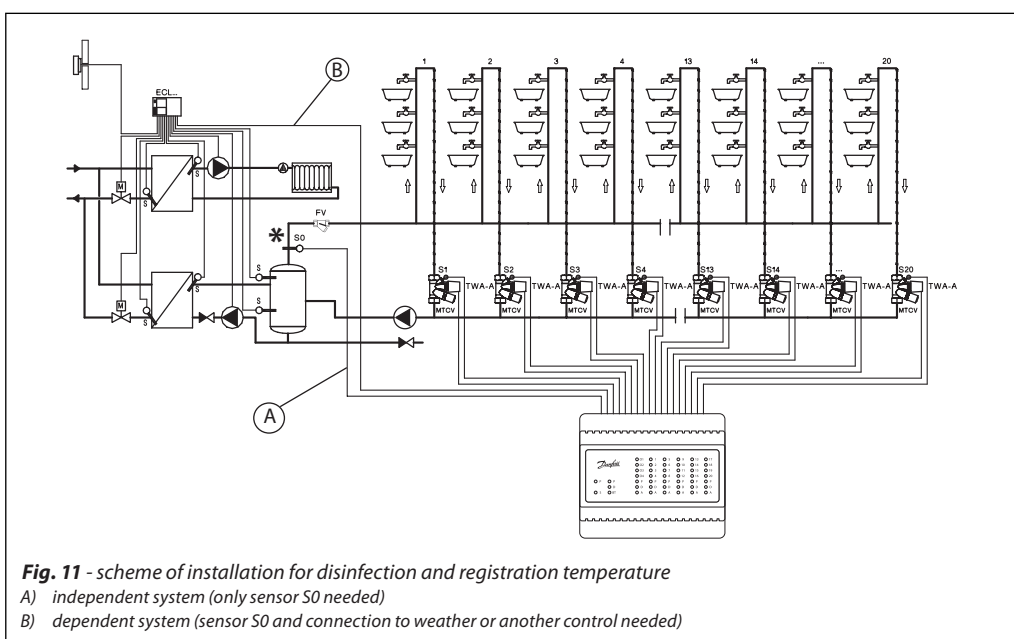 1 2 3 4 13 14 ... 20
B
ECL...
M
S
S
FV
S0
S
S
S
M
S
A
S1 S2 S3 S4 S13 S14 ... S20
TWA-A TWA-A TWA-A TWA-A TWA-A TWA-A TWA-A TWA-A
MTCV MTCV MTCV MTCV MTCV MTCV MTCV MTCV
Danfoss
Fig. 11 - scheme of installation for disinfection and registration temperature
A) independent system (only sensor S0 needed)
B) dependent system (sensor S0 and connection to weather or another control needed)